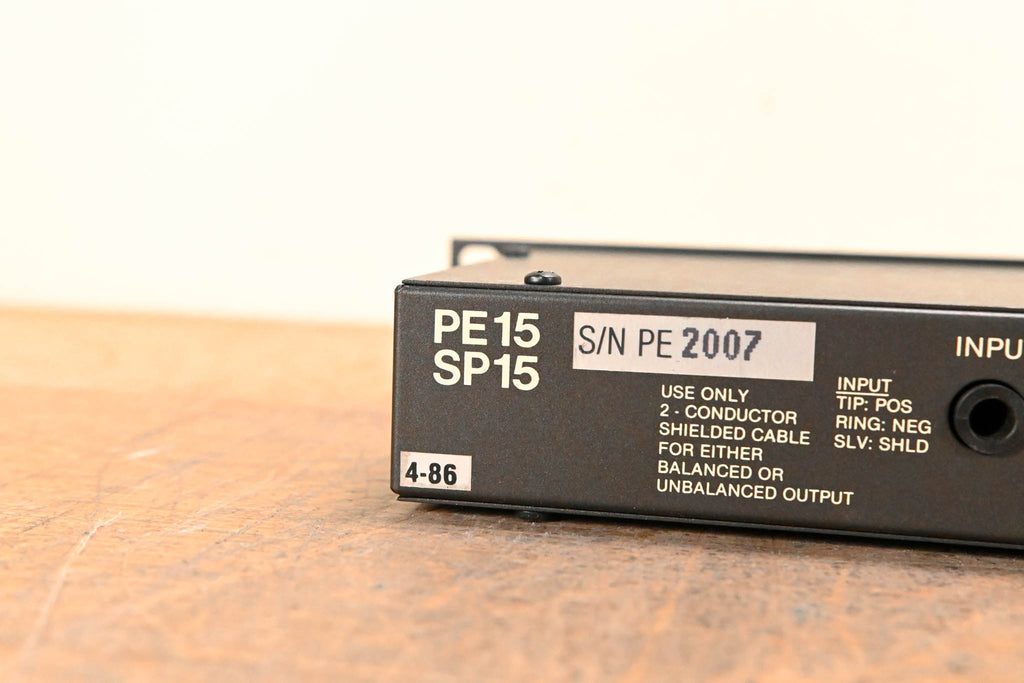 PE15
SP15
S/N PE 2007
USE ONLY
2 - CONDUCTOR
SHIELDED CABLE
FOR EITHER
BALANCED OR
UNBALANCED OUTPUT
INPUT
TIP: POS
RING: NEG
SLV: SHLD
INPU
4-86